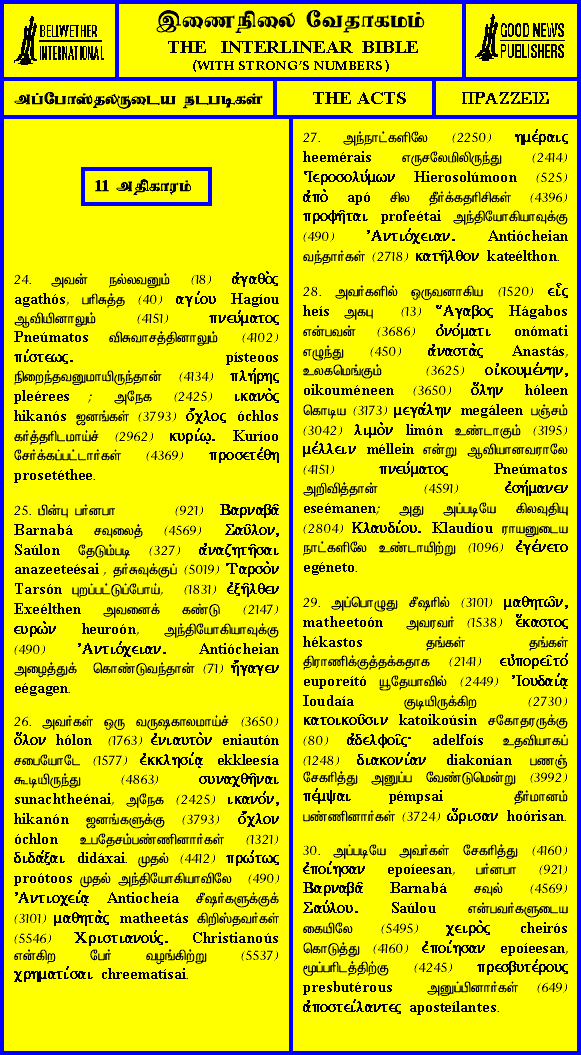 BELLWETHER
INTERNATIONAL
இணைநிலை வேதாகமம்
THE INTERLINEAR BIBLE
(WITH STRONG'S NUMBERS)
GOOD NEWS
PUBLISHERS
அப்போஸ்தலருடைய நடபடிகள்
THE ACTS
ΠΡΑΖΖΕΙΣ
11 அதிகாரம்
24. அவன் நல்லவனும் (18) ἀγαθὸς
agathós, பரிசுத்த (40) αγίου Hagíou
ஆவியினாலும் (4151) πνεύματος
Pneúmatos விசுவாசத்தினாலும் (4102)
πίστεως. písteoos
நிறைந்தவனுமாயிருந்தான் (4134) πλήρης
pleérees ; அநேக (2425) ικανὸς
hikanós ஜனங்கள் (3793) ὄχλος óchlos
கர்த்தரிடமாய்ச் (2962) κυρίῳ. Kuríoo
சேர்க்கப்பட்டார்கள் (4369) προσετέθη
prosetéthee.
25. பின்பு பர்னபா (921) Βαρναβᾶ
Barnabá சவுலைத் (4569) Σαῦλον,
Saúlon தேடும்படி (327) ἀναζητῆσαι
anazeeteésai , தர்சுவுக்குப் (5019) Ταρσὸν
Tarsón புறப்பட்டுப்போய், (1831) ἐξῆλθεν
Exeélthen அவனைக் கண்டு (2147)
ευρὼν heuroón, அந்தியோகியாவுக்கு
(490) Ἀντιόχειαν. Antiócheian
அழைத்துக் கொண்டுவந்தான் (71) ἤγαγεν
eégagen.
26. அவர்கள் ஒரு வருஷகாலமாய்ச் (3650)
ὅλον hólon (1763) ἐνιαυτὸν eniautón
சபையோடே (1577) ἐκκλησίᾳ ekkleesía
கூடியிருந்து (4863) συναχθῆναι
sunachtheénai, அநேக (2425) ικανόν,
hikanón ஜனங்களுக்கு (3793) ὄχλον
óchlon உபதேசம்பண்ணினார்கள் (1321)
διδάξαι didáxai. முதல் (4412) πρώτως
proótoos முதல் அந்தியோகியாவிலே (490)
Ἀντιοχείᾳ Antiocheía சீஷர்களுக்குக்
(3101) μαθητὰς matheetás கிறிஸ்தவர்கள்
(5546) Χριστιανούς. Christianoús
என்கிற பேர் வழங்கிற்று (5537)
χρηματίσαι chreematísai.
27. அந்நாட்களிலே (2250) ημέραις
heemérais எருசலேமிலிருந்து (2414)
Ἱεροσολύμων Hierosolúmoon (525)
ἀπὸ apó சில தீர்க்கதரிசிகள் (4396)
προφῆται profeétai அந்தியோகியாவுக்கு
(490) Ἀντιόχειαν. Antiócheian
வந்தார்கள் (2718) κατῆλθον kateélthon.
28. அவர்களில் ஒருவனாகிய (1520) εἷς
heís அகபு (13) Ἅγαβος Hágabos
என்பவன் (3686) ὀνόματι onómati
எழுந்து (450) ἀναστὰς Anastás,
உலகமெங்கும் (3625) οἰκουμένην,
oikouméneen (3650) ὅλην hóleen
கொடிய (3173) μεγάλην megáleen பஞ்சம்
(3042) λιμὸν limón உண்டாகும் (3195)
μέλλειν méllein என்று ஆவியானவராலே
(4151) πνεύματος Pneúmatos
அறிவித்தான் (4591) ἐσήμανεν
eseémanen; அது அப்படியே கிலவுதியு
(2804) Κλαυδίου. Klaudíou ராயனுடைய
நாட்களிலே உண்டாயிற்று (1096) ἐγένετο
egéneto.
29. அப்பொழுது சீஷரில் (3101) μαθητῶν,
matheetoón அவரவர் (1538) ἕκαστος
hékastos தங்கள் தங்கள்
திராணிக்குத்தக்கதாக (2141) εὐπορεῖτό
euporeító யூதேயாவில் (2449) Ἰουδαίᾳ
Ioudaía குடியிருக்கிற (2730)
κατοικοῦσιν katoikoúsin சகோதரருக்கு
(80) ἀδελφοῖς· adelfoís உதவியாகப்
(1248) διακονίαν diakonían பணஞ்
சேகரித்து அனுப்ப வேண்டுமென்று (3992)
πέμψαι pémpsai தீர்மானம்
பண்ணினார்கள் (3724) ὥρισαν hoórisan.
30. அப்படியே அவர்கள் சேகரித்து (4160)
ἐποίησαν epoíeesan, பர்னபா (921)
Βαρναβᾶ Barnabá சவுல் (4569)
Σαύλου. Saúlou என்பவர்களுடைய
கையிலே (5495) χειρὸς cheirós
கொடுத்து (4160) ἐποίησαν epoíeesan,
மூப்பரிடத்திற்கு (4245) πρεσβυτέρους
presbutérous அனுப்பினார்கள் (649)
ἀποστείλαντες aposteílantes.